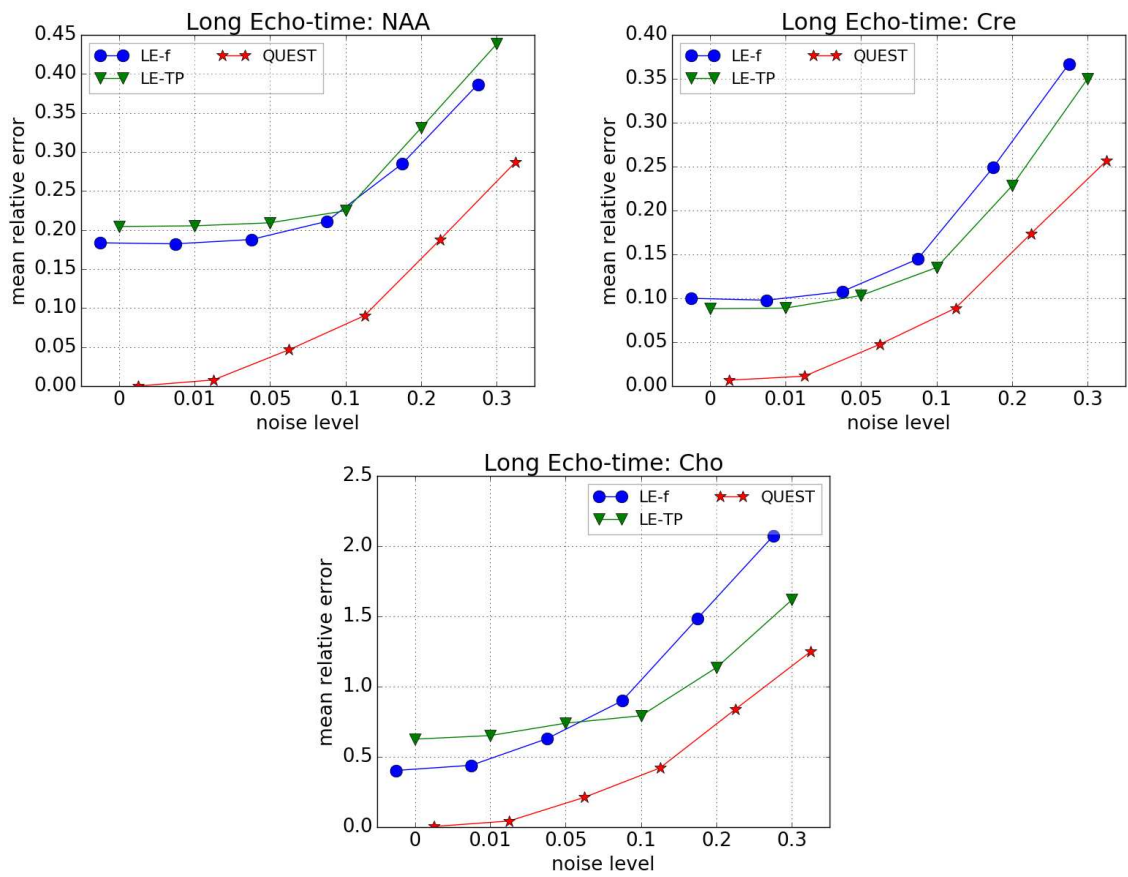 Long Echo-time: NAA
LE-f QUEST
LE-TP
mean relative error
0.45
0.40
0.35
0.30
0.25
0.20
0.15
0.10
0.05
0.00
0 0.01 0.05 0.1 0.2 0.3
noise level
Long Echo-time: Cre
LE-f QUEST
LE-TP
mean relative error
0.40
0.35
0.30
0.25
0.20
0.15
0.10
0.05
0.00
0 0.01 0.05 0.1 0.2 0.3
noise level
Long Echo-time: Cho
LE-f QUEST
LE-TP
mean relative error
2.5
2.0
1.5
1.0
0.5
0.0
0 0.01 0.05 0.1 0.2 0.3
noise level